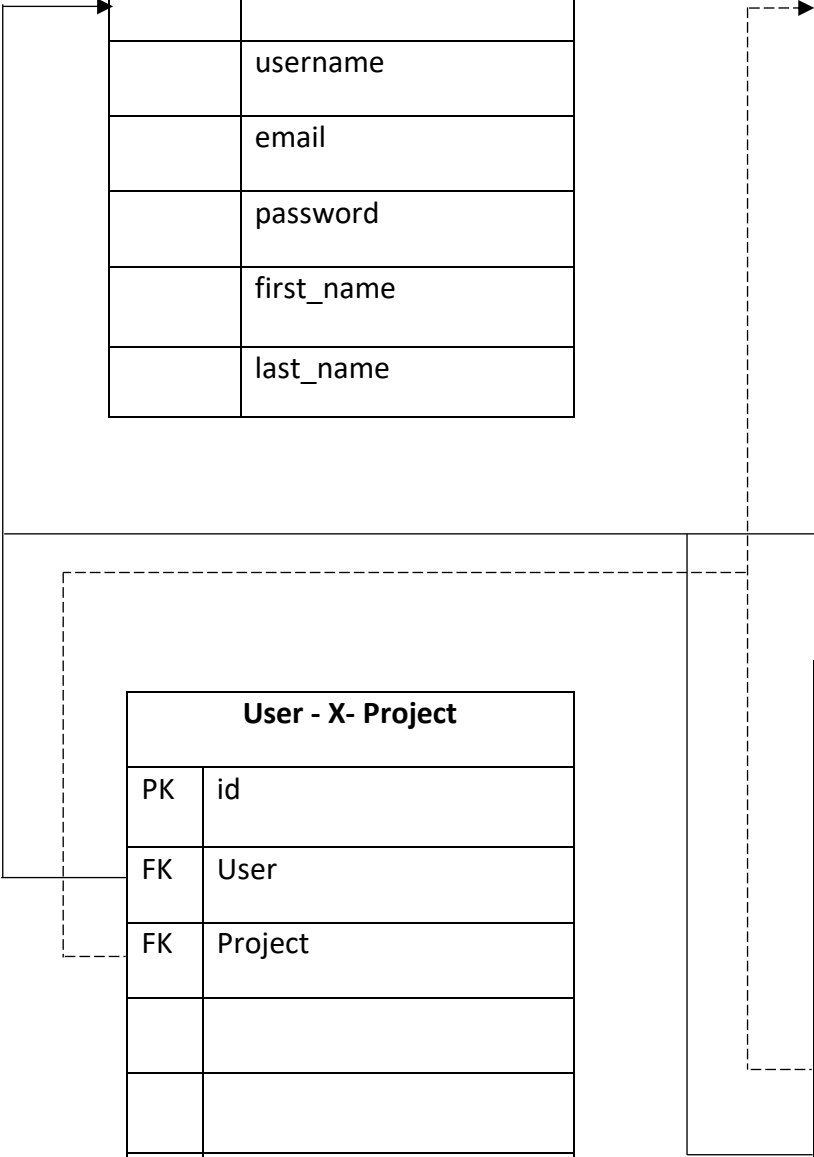 username
email
password
first_name
last_name
User - X- Project
PK id
FK User
FK Project